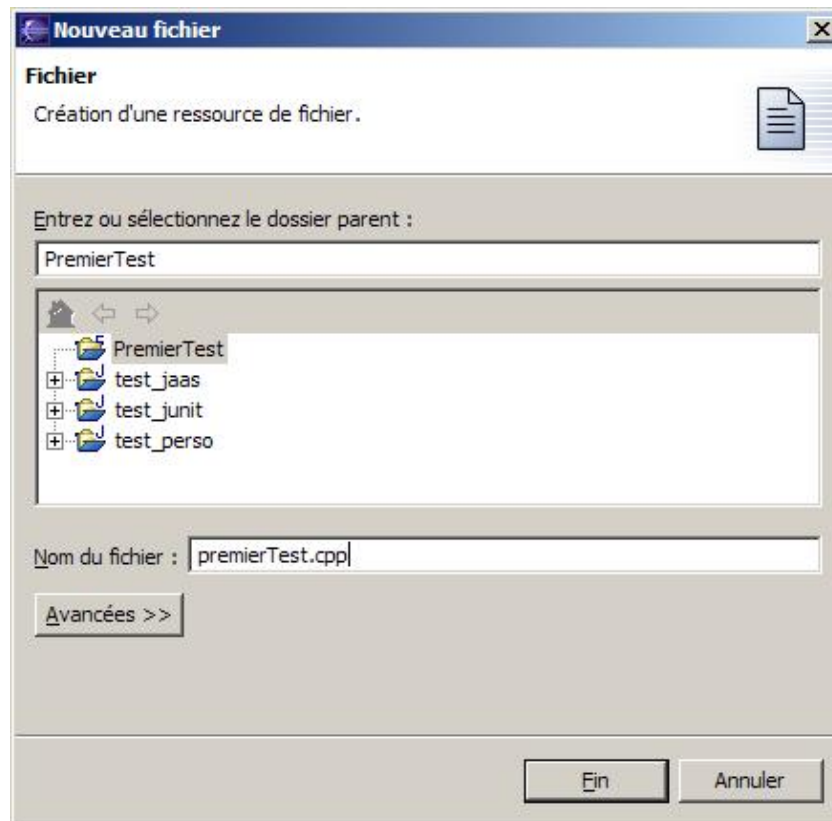 Nouveau fichier
Fichier
Création d'une ressource de fichier.
Entrez ou sélectionnez le dossier parent :
PremierTest
PremierTest
test_jaas
test_junit
test_perso
Nom du fichier : premierTest.cpp
Avancées >>
Fin Annuler